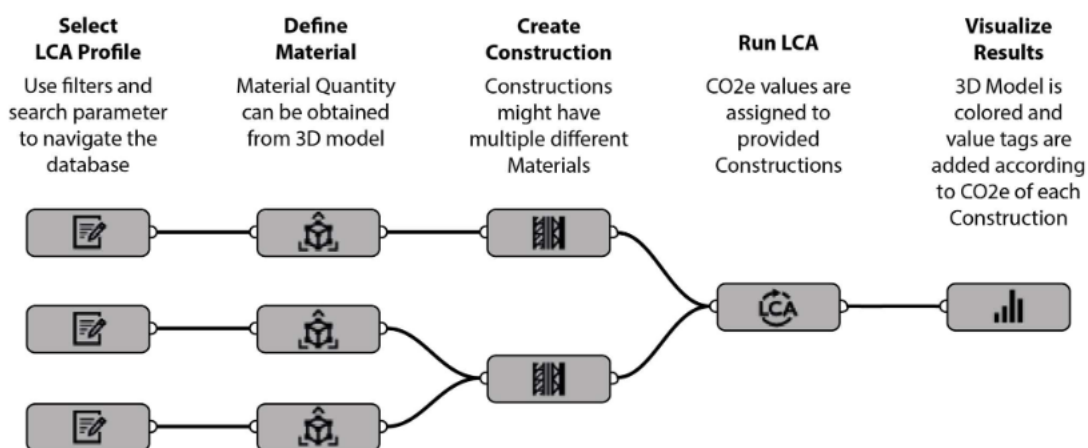 Select
LCA Profile
Use filters and
search parameter
to navigate the
database
Define
Material
Material Quantity
can be obtained
from 3D model
Create
Construction
Constructions
might have
multiple different
Materials
Run LCA
CO2e values are
assigned to
provided
Constructions
Visualize
Results
3D Model is
colored and
value tags are
added according
to CO2e of each
Construction
LCA